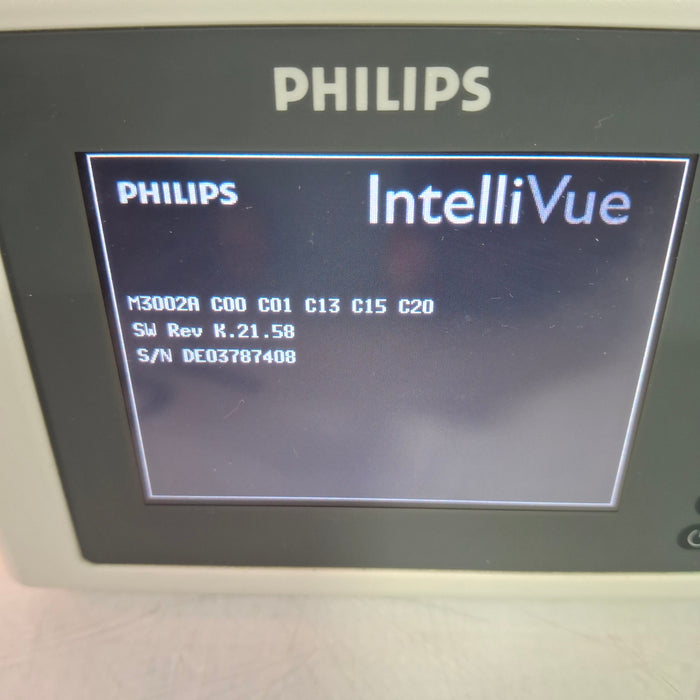 PHILIPS
PHILIPS IntelliVue
M3002A C00 C01 C13 C15 C20
SW Rev K.21.58
S/N DE03787408